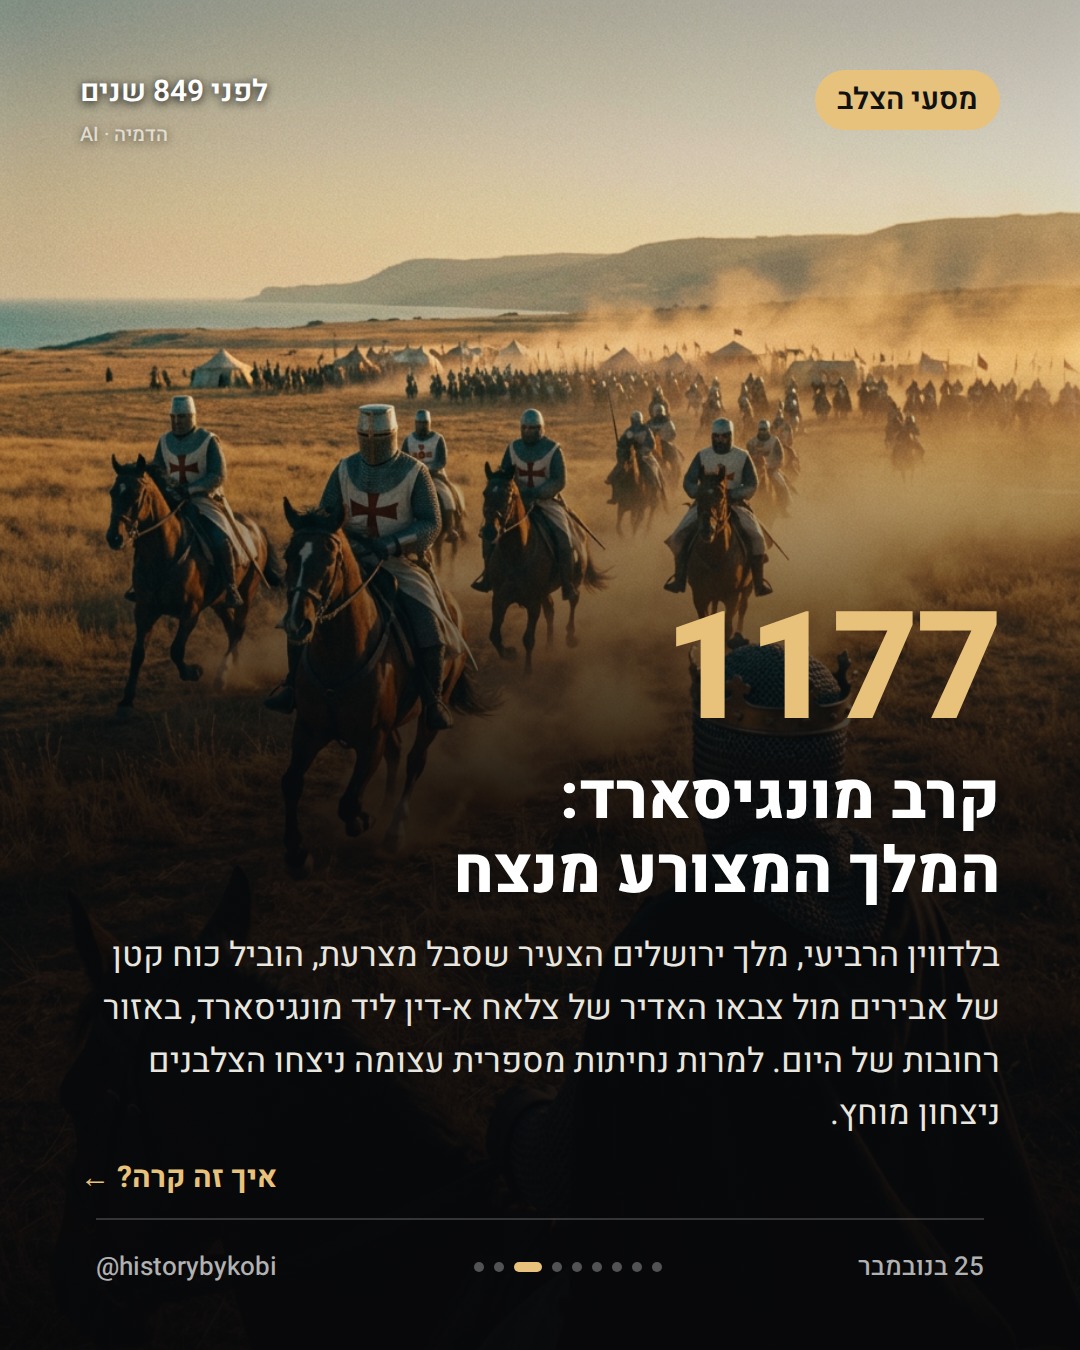 מסעי הצלב
לפני 849 שנים
הדמיה · AI
1177
קרב מונגיסארד:
המלך המצורע מנצח
בלדווין הרביעי, מלך ירושלים הצעיר שסבל מצרעת, הוביל כוח קטן
של אבירים מול צבאו האדיר של צלאח א-דין ליד מונגיסארד, באזור
רחובות של היום. למרות נחיתות מספרית עצומה ניצחו הצלבנים
ניצחון מוחץ.
איך זה קרה? ←
25 בנובמבר
@historybykobi